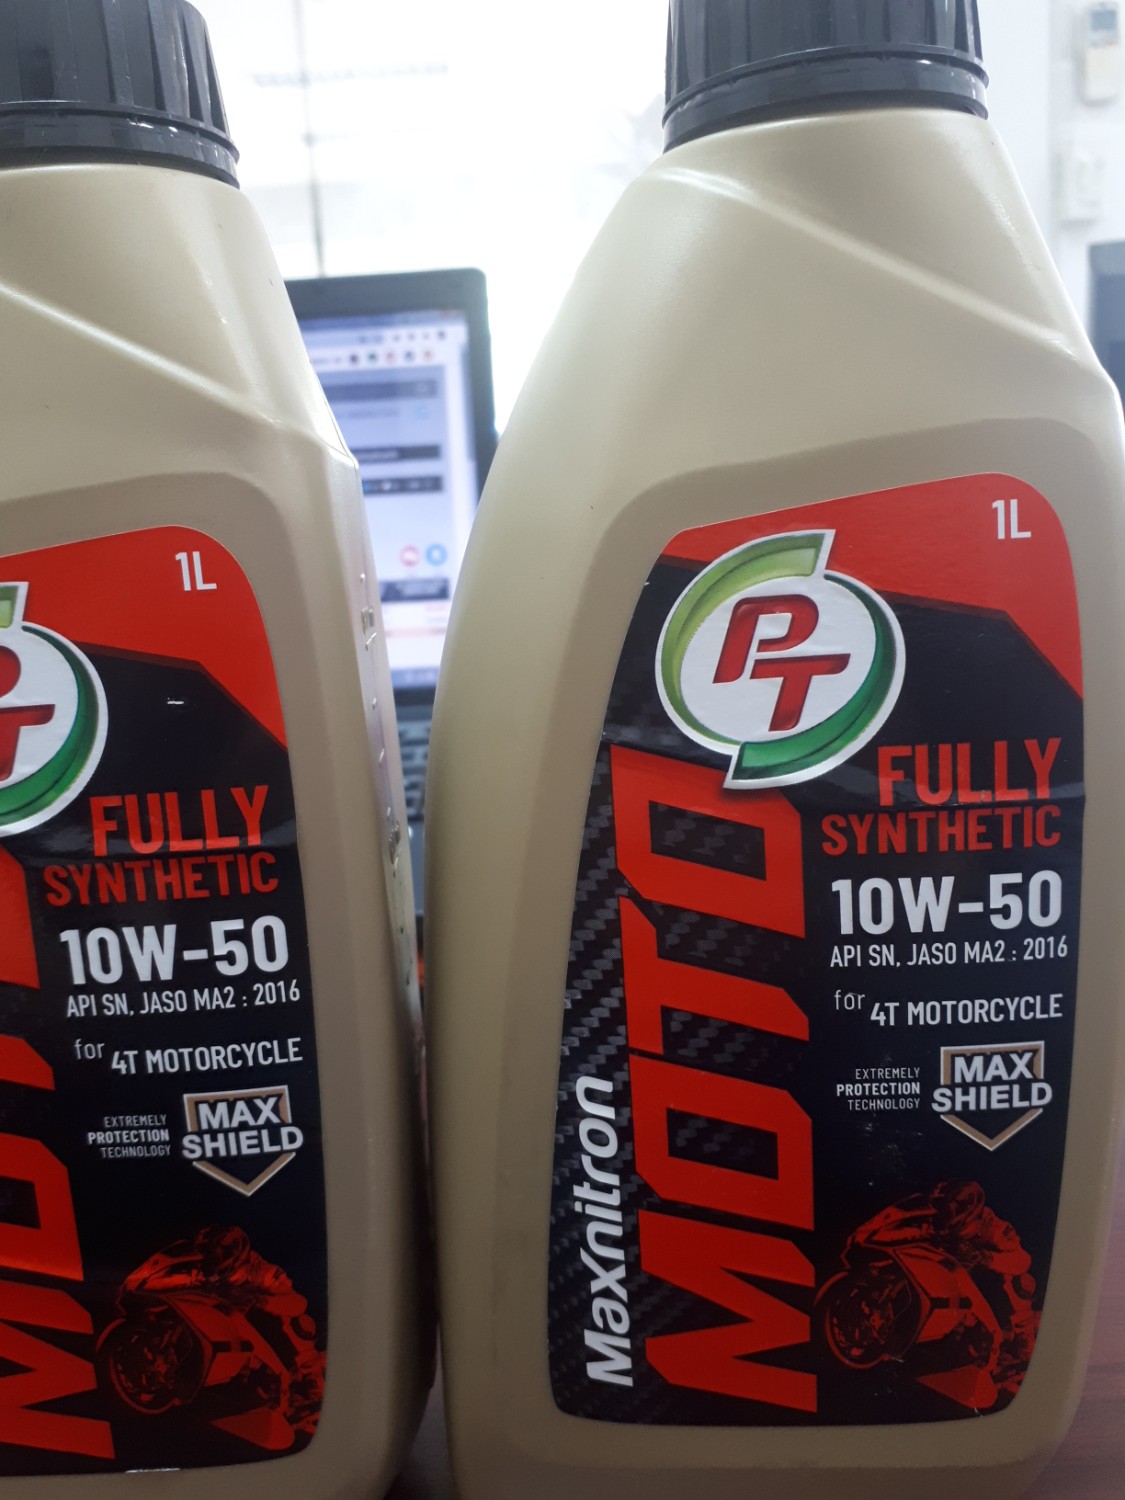 1L
FULLY
SYNTHETIC
10W-50
API SN, JASO MA2 : 2016
for 4T MOTORCYCLE
EXTREMELY
PROTECTION
TECHNOLOGY
MAX
SHIELD
1L
PT
FULLY
SYNTHETIC
10W-50
API SN, JASO MA2 : 2016
for 4T MOTORCYCLE
EXTREMELY
PROTECTION
TECHNOLOGY
MAX
SHIELD
MOTO
MaXnitron